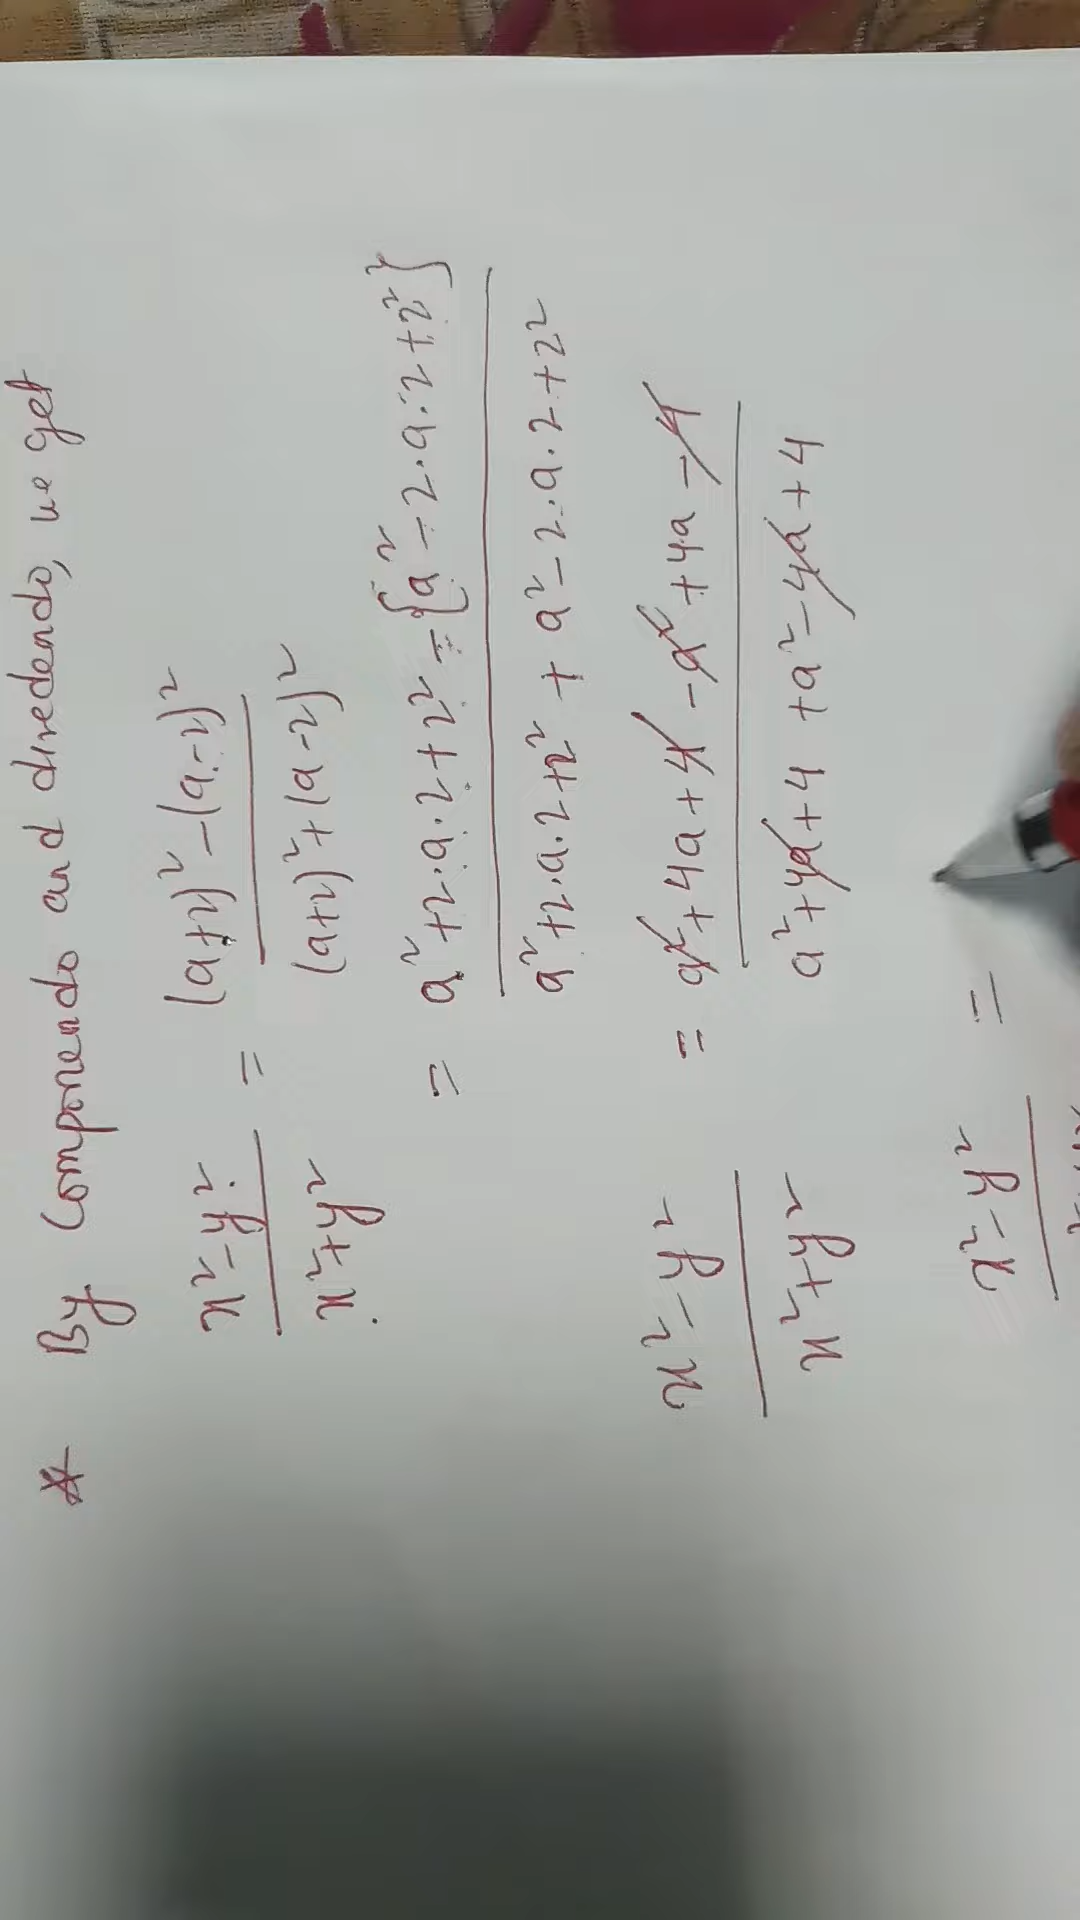 * By Componendo and diredendo, we get
x² - y² / x² + y² = (a+2)² - (a-2)² / (a+2)² + (a-2)²
= a² + 2·a·2 + 2² - {a² - 2·a·2 + 2²} / a² + 2·a·2 + 2² + a² - 2·a·2 + 2²
x² - y² / x² + y² = a² + 4a + 4 - a² + 4a - 4 / a² + 4a + 4 + a² - 4a + 4
x² - y² =